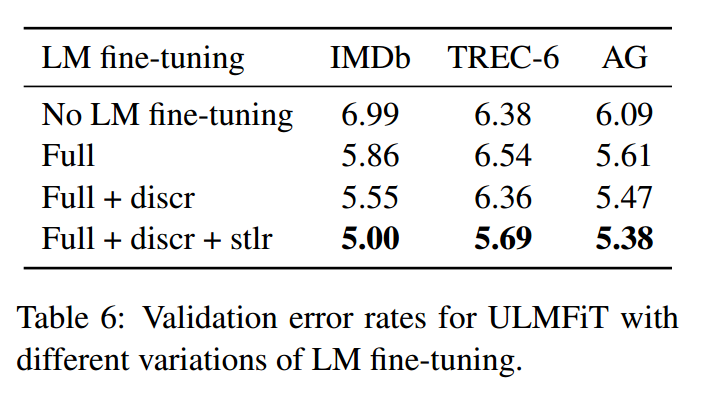 LM fine-tuning IMDb TREC-6 AG
No LM fine-tuning 6.99 6.38 6.09
Full 5.86 6.54 5.61
Full + discr 5.55 6.36 5.47
Full + discr + stlr 5.00 5.69 5.38
Table 6: Validation error rates for ULMFiT with
different variations of LM fine-tuning.